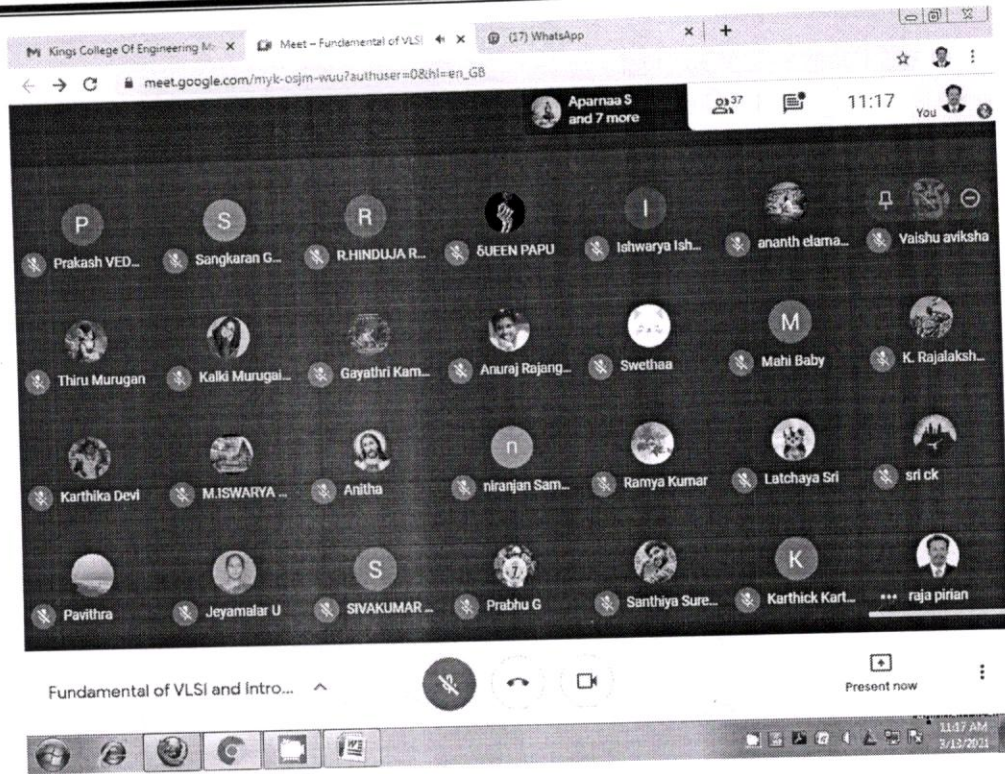 Kings College Of Engineering Ma
Meet – Fundemental of VLSI
(17) WhatsApp
meet.google.com/myk-osjm-wuu?authuser=0&hl=en_GB
Aparnaa S
and 7 more
37
11:17
You
P
S
R
I
Prakash VED...
Sangkaran G...
R.HINDUJA R...
δUEEN PAPU
Ishwarya Ish...
ananth elama...
Vaishu aviksha
M
Thiru Murugan
Kalki Murugai...
Gayathri Kam...
Anuraj Rajang...
Swethaa
Mahi Baby
K. Rajalaksh...
n
Karthika Devi
M.ISWARYA ...
Anitha
niranjan Sam...
Ramya Kumar
Latchaya Sri
sri ck
S
7
K
Pavithra
Jeyamalar U
SIVAKUMAR ...
Prabhu G
Santhiya Sure...
Karthick Kart...
raja pirian
Fundamental of VLSI and Intro...
Present now
11:17 AM
3/13/2021